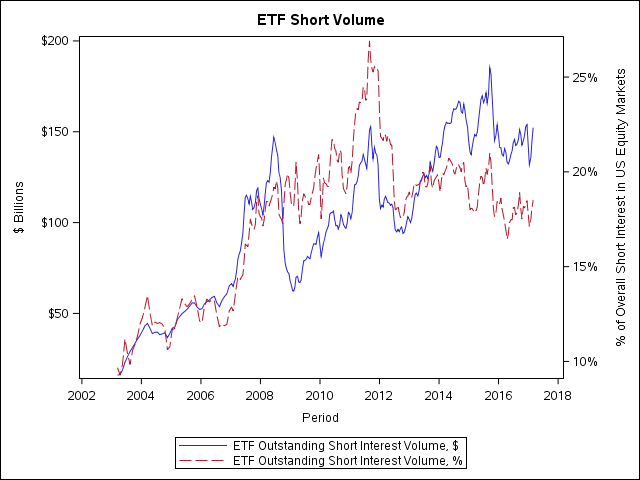 ETF Short Volume
$200
$150
$100
$50
25%
20%
15%
10%
$ Billions
% of Overall Short Interest in US Equity Markets
2002 2004 2006 2008 2010 2012 2014 2016 2018
Period
ETF Outstanding Short Interest Volume, $
ETF Outstanding Short Interest Volume, %